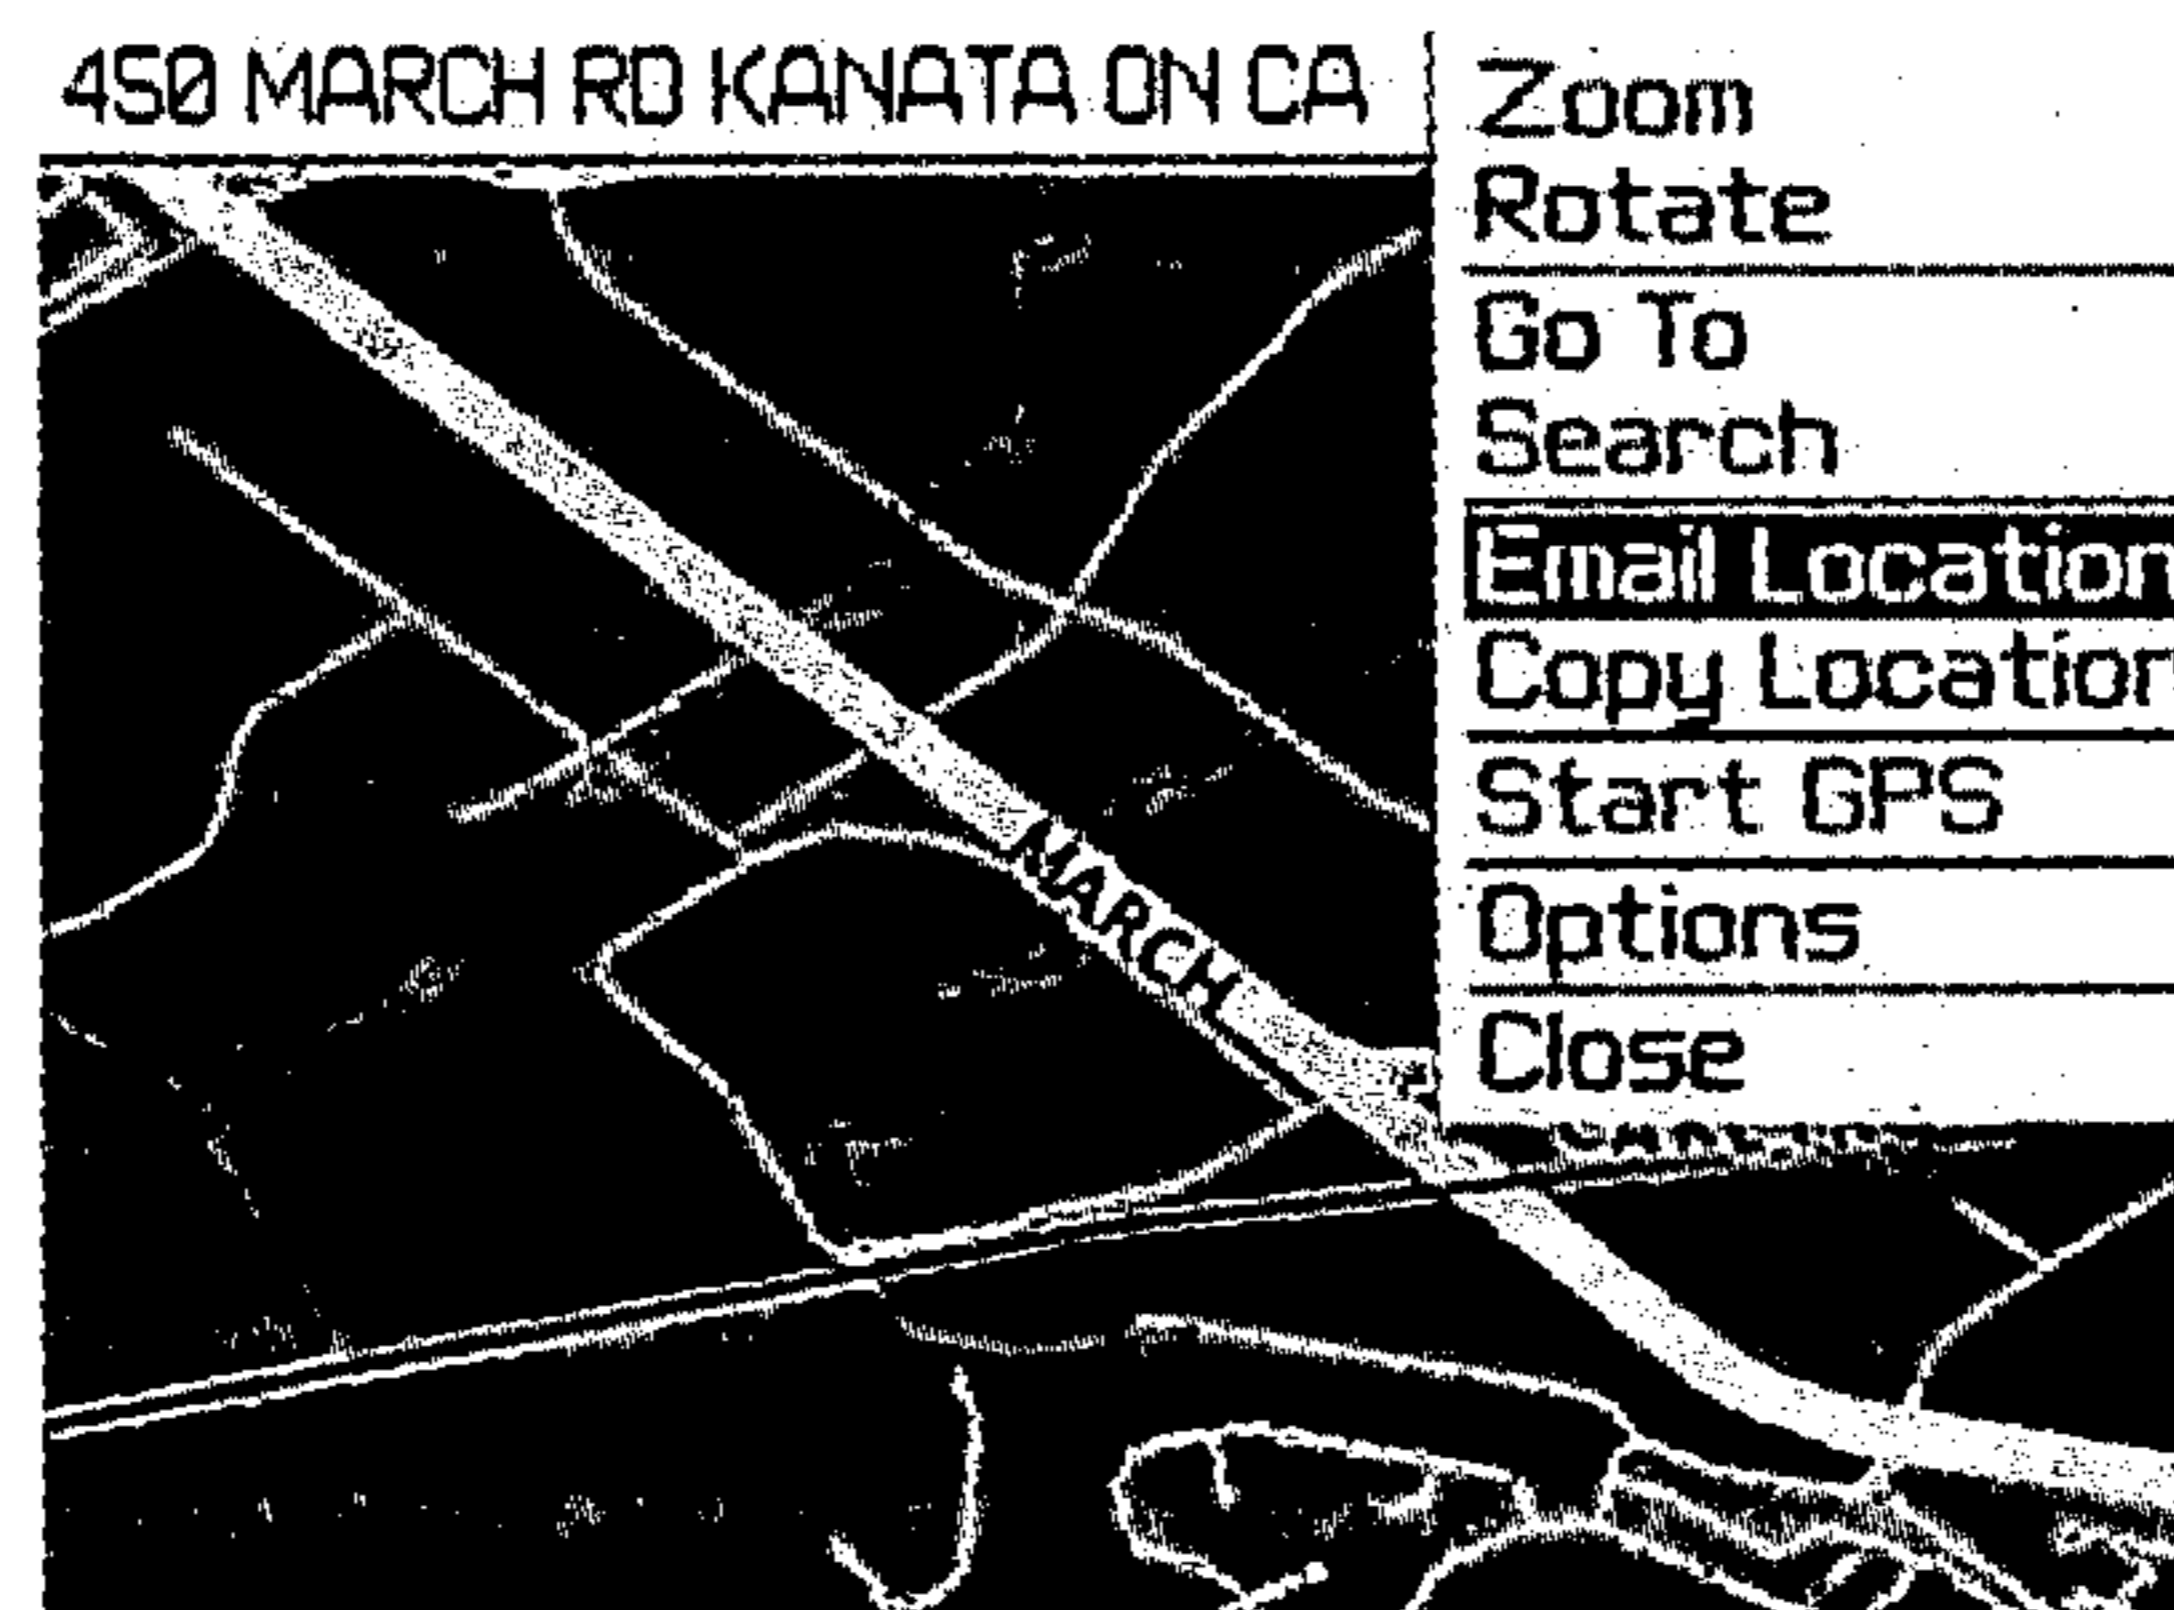 450 MARCH RD KANATA ON CA
Zoom
Rotate
Go To
Search
Email Location
Copy Location
Start GPS
Options
Close
MARCH